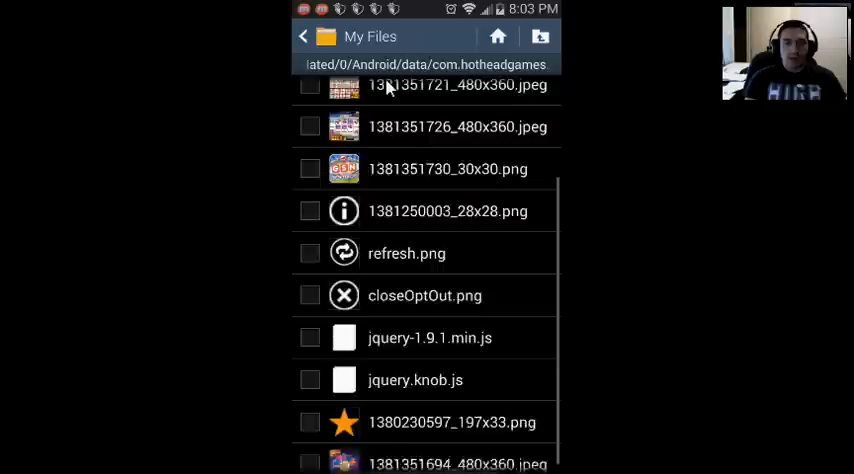 8:03 PM
My Files
lated/0/Android/data/com.hotheadgames.
1381351721_480x360.jpeg
1381351726_480x360.jpeg
1381351730_30x30.png
1381250003_28x28.png
refresh.png
closeOptOut.png
jquery-1.9.1.min.js
jquery.knob.js
1380230597_197x33.png
1381351694_480x360.jpeg
HIGH